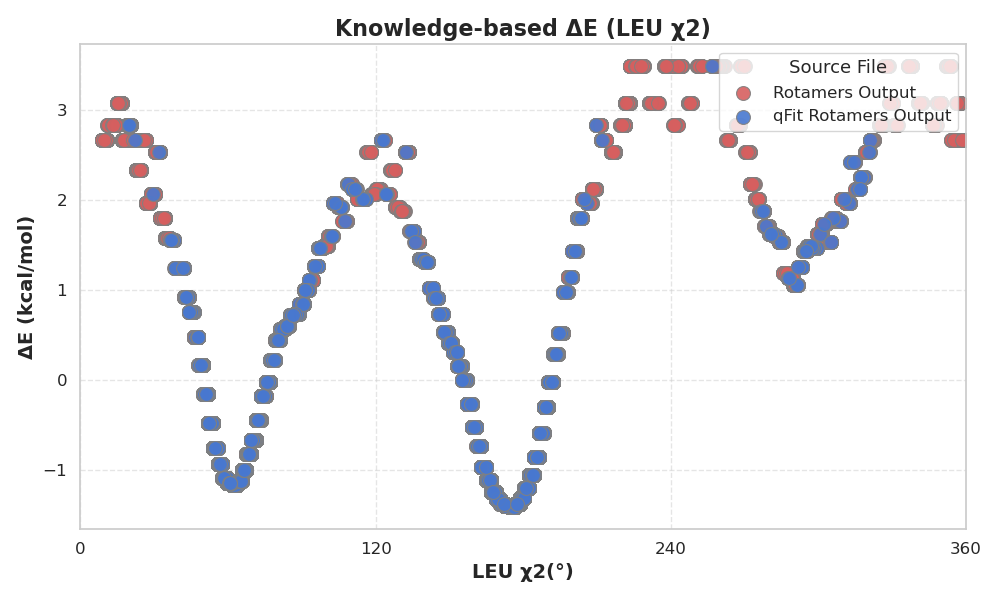 Knowledge-based ΔE (LEU χ2)
Source File
Rotamers Output
qFit Rotamers Output
3
2
1
0
−1
ΔE (kcal/mol)
0
120
240
360
LEU χ2(°)